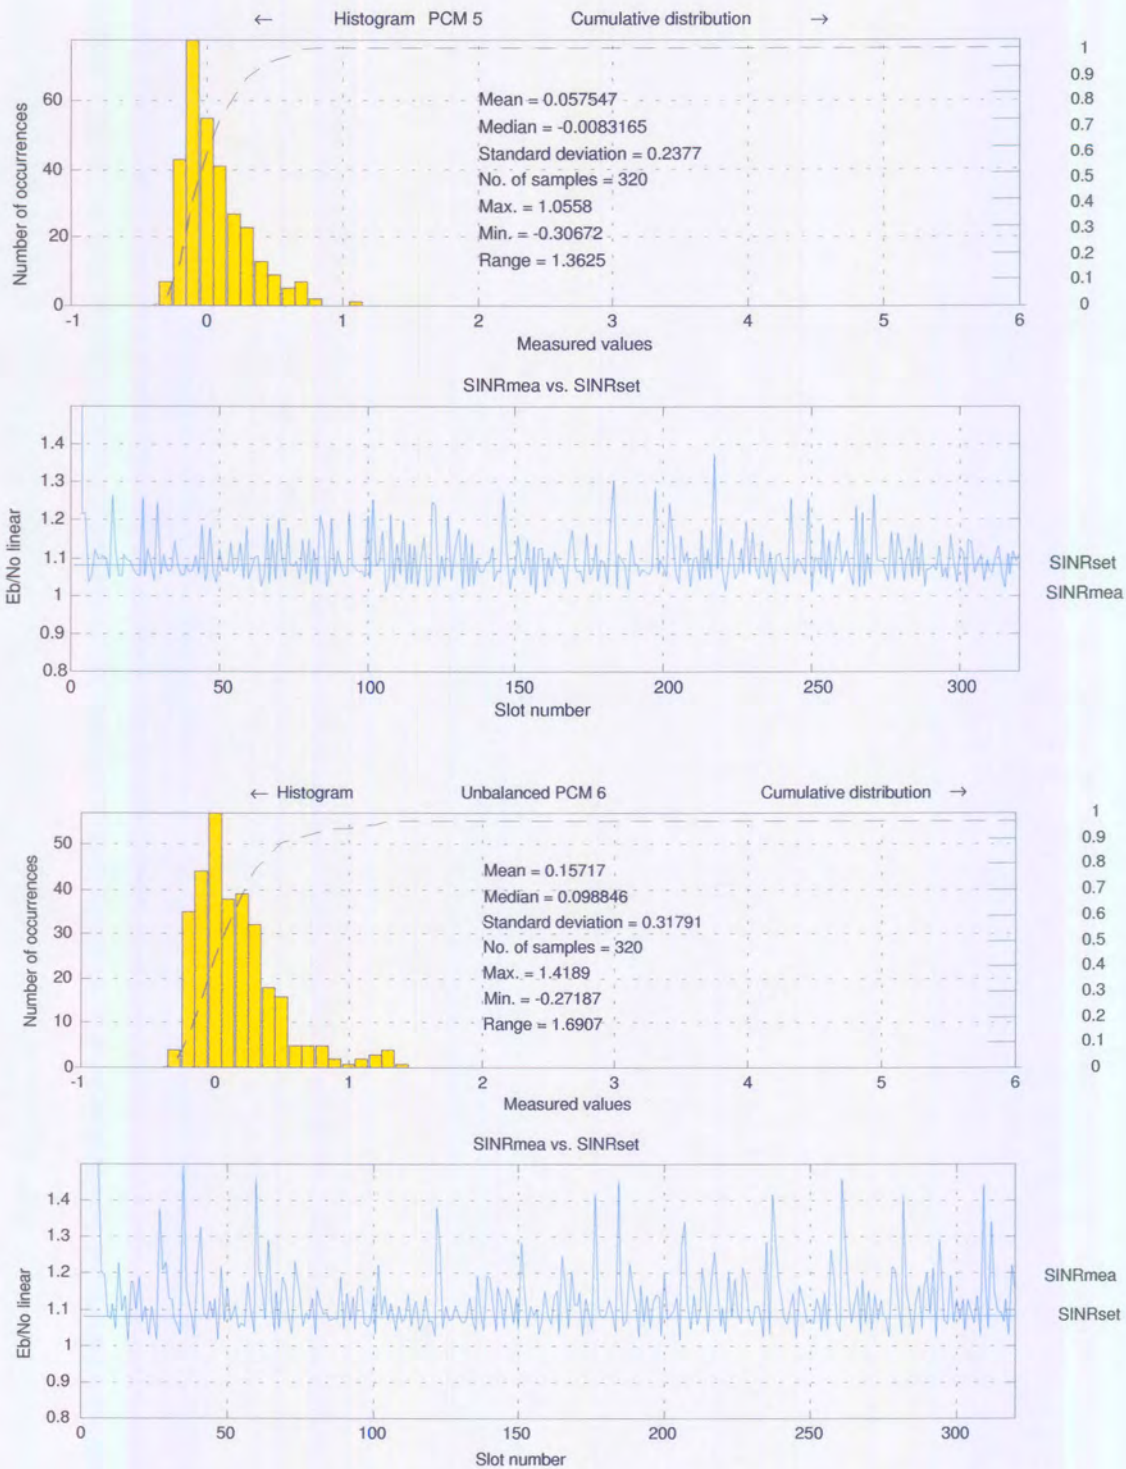 ← Histogram PCM 5 Cumulative distribution →
Number of occurrences
60
40
20
0
1
0.9
0.8
0.7
0.6
0.5
0.4
0.3
0.2
0.1
0
Mean = 0.057547
Median = -0.0083165
Standard deviation = 0.2377
No. of samples = 320
Max. = 1.0558
Min. = -0.30672
Range = 1.3625
-1 0 1 2 3 4 5 6
Measured values
SINRmea vs. SINRset
Eb/No linear
1.4
1.3
1.2
1.1
1
0.9
0.8
SINRset
SINRmea
0 50 100 150 200 250 300
Slot number
← Histogram Unbalanced PCM 6 Cumulative distribution →
Number of occurrences
50
40
30
20
10
0
1
0.9
0.8
0.7
0.6
0.5
0.4
0.3
0.2
0.1
0
Mean = 0.15717
Median = 0.098846
Standard deviation = 0.31791
No. of samples = 320
Max. = 1.4189
Min. = -0.27187
Range = 1.6907
-1 0 1 2 3 4 5 6
Measured values
SINRmea vs. SINRset
Eb/No linear
1.4
1.3
1.2
1.1
1
0.9
0.8
SINRmea
SINRset
0 50 100 150 200 250 300
Slot number